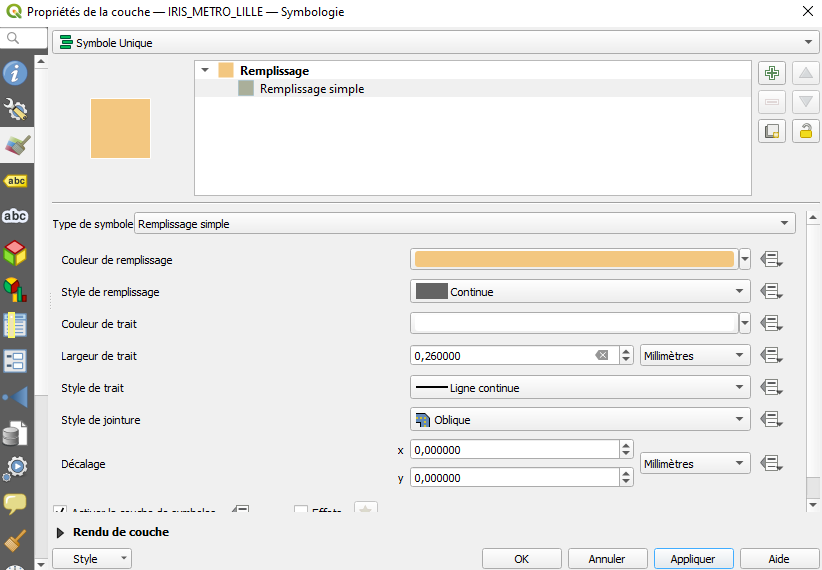 Propriétés de la couche — IRIS_METRO_LILLE — Symbologie
Symbole Unique
Remplissage
Remplissage simple
abc
abc
Type de symbole Remplissage simple
Couleur de remplissage
Style de remplissage Continue
Couleur de trait
Largeur de trait 0,260000 Millimètres
Style de trait Ligne continue
Style de jointure Oblique
Décalage x 0,000000 Millimètres
y 0,000000
Activer la couche de symboles Effets
Rendu de couche
Style OK Annuler Appliquer Aide